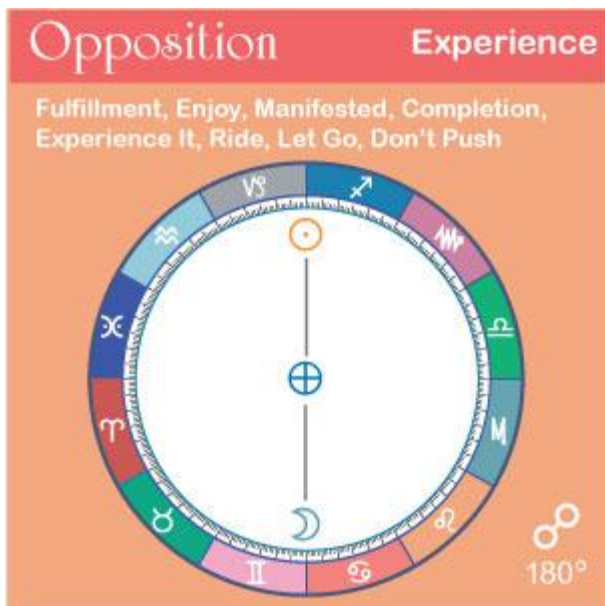 Opposition Experience
Fulfillment, Enjoy, Manifested, Completion,
Experience It, Ride, Let Go, Don't Push
180°